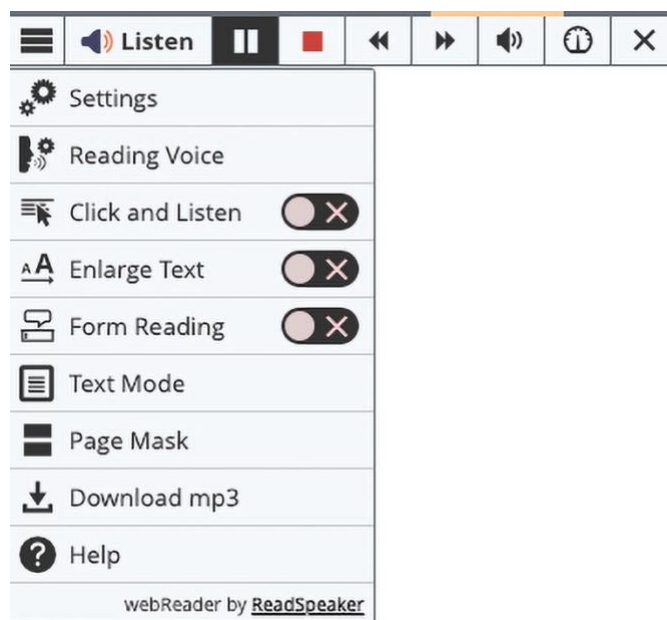 Listen
Settings
Reading Voice
Click and Listen
Enlarge Text
Form Reading
Text Mode
Page Mask
Download mp3
Help
webReader by ReadSpeaker